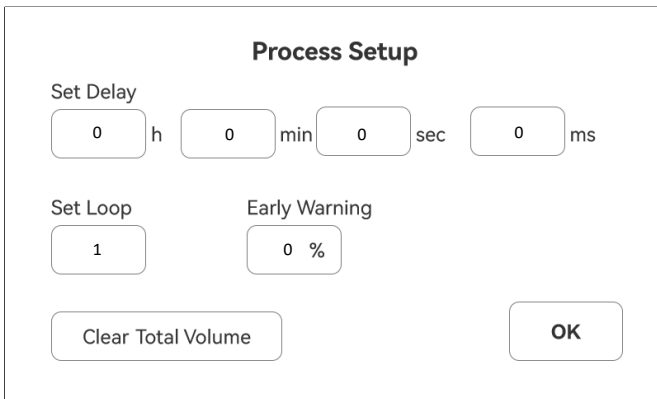 Process Setup
Set Delay
0 h 0 min 0 sec 0 ms
Set Loop Early Warning
1 0 %
Clear Total Volume OK